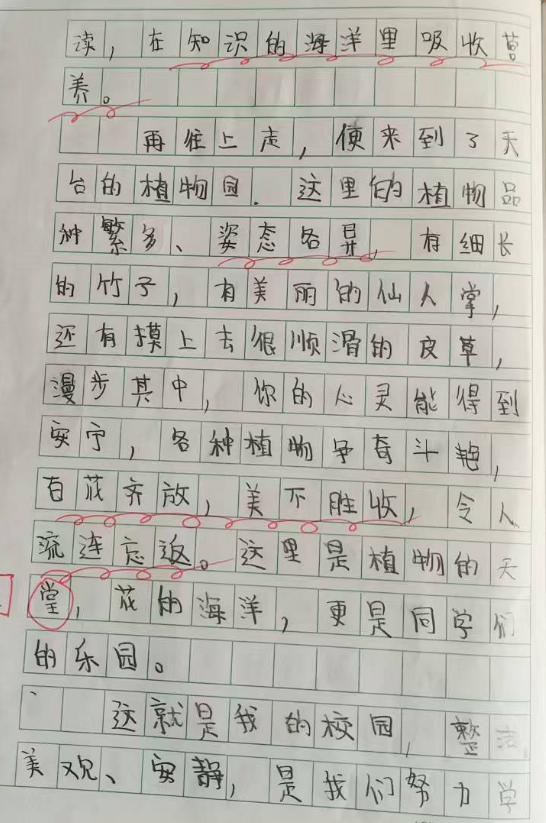 读，在知识的海洋里吸收营
养。
再往上走，便来到了天
台的植物园．这里的植物品
种繁多、姿态各异，有细长
的竹子，有美丽的仙人掌，
还有摸上去很顺滑的皮草，
漫步其中，你的心灵能得到
安宁，各种植物争奇斗艳，
百花齐放，美不胜收，令人
流连忘返。这里是植物的天
堂，花的海洋，更是同学们
的乐园。
这就是我的校园，整洁、
美观、安静，是我们努力学